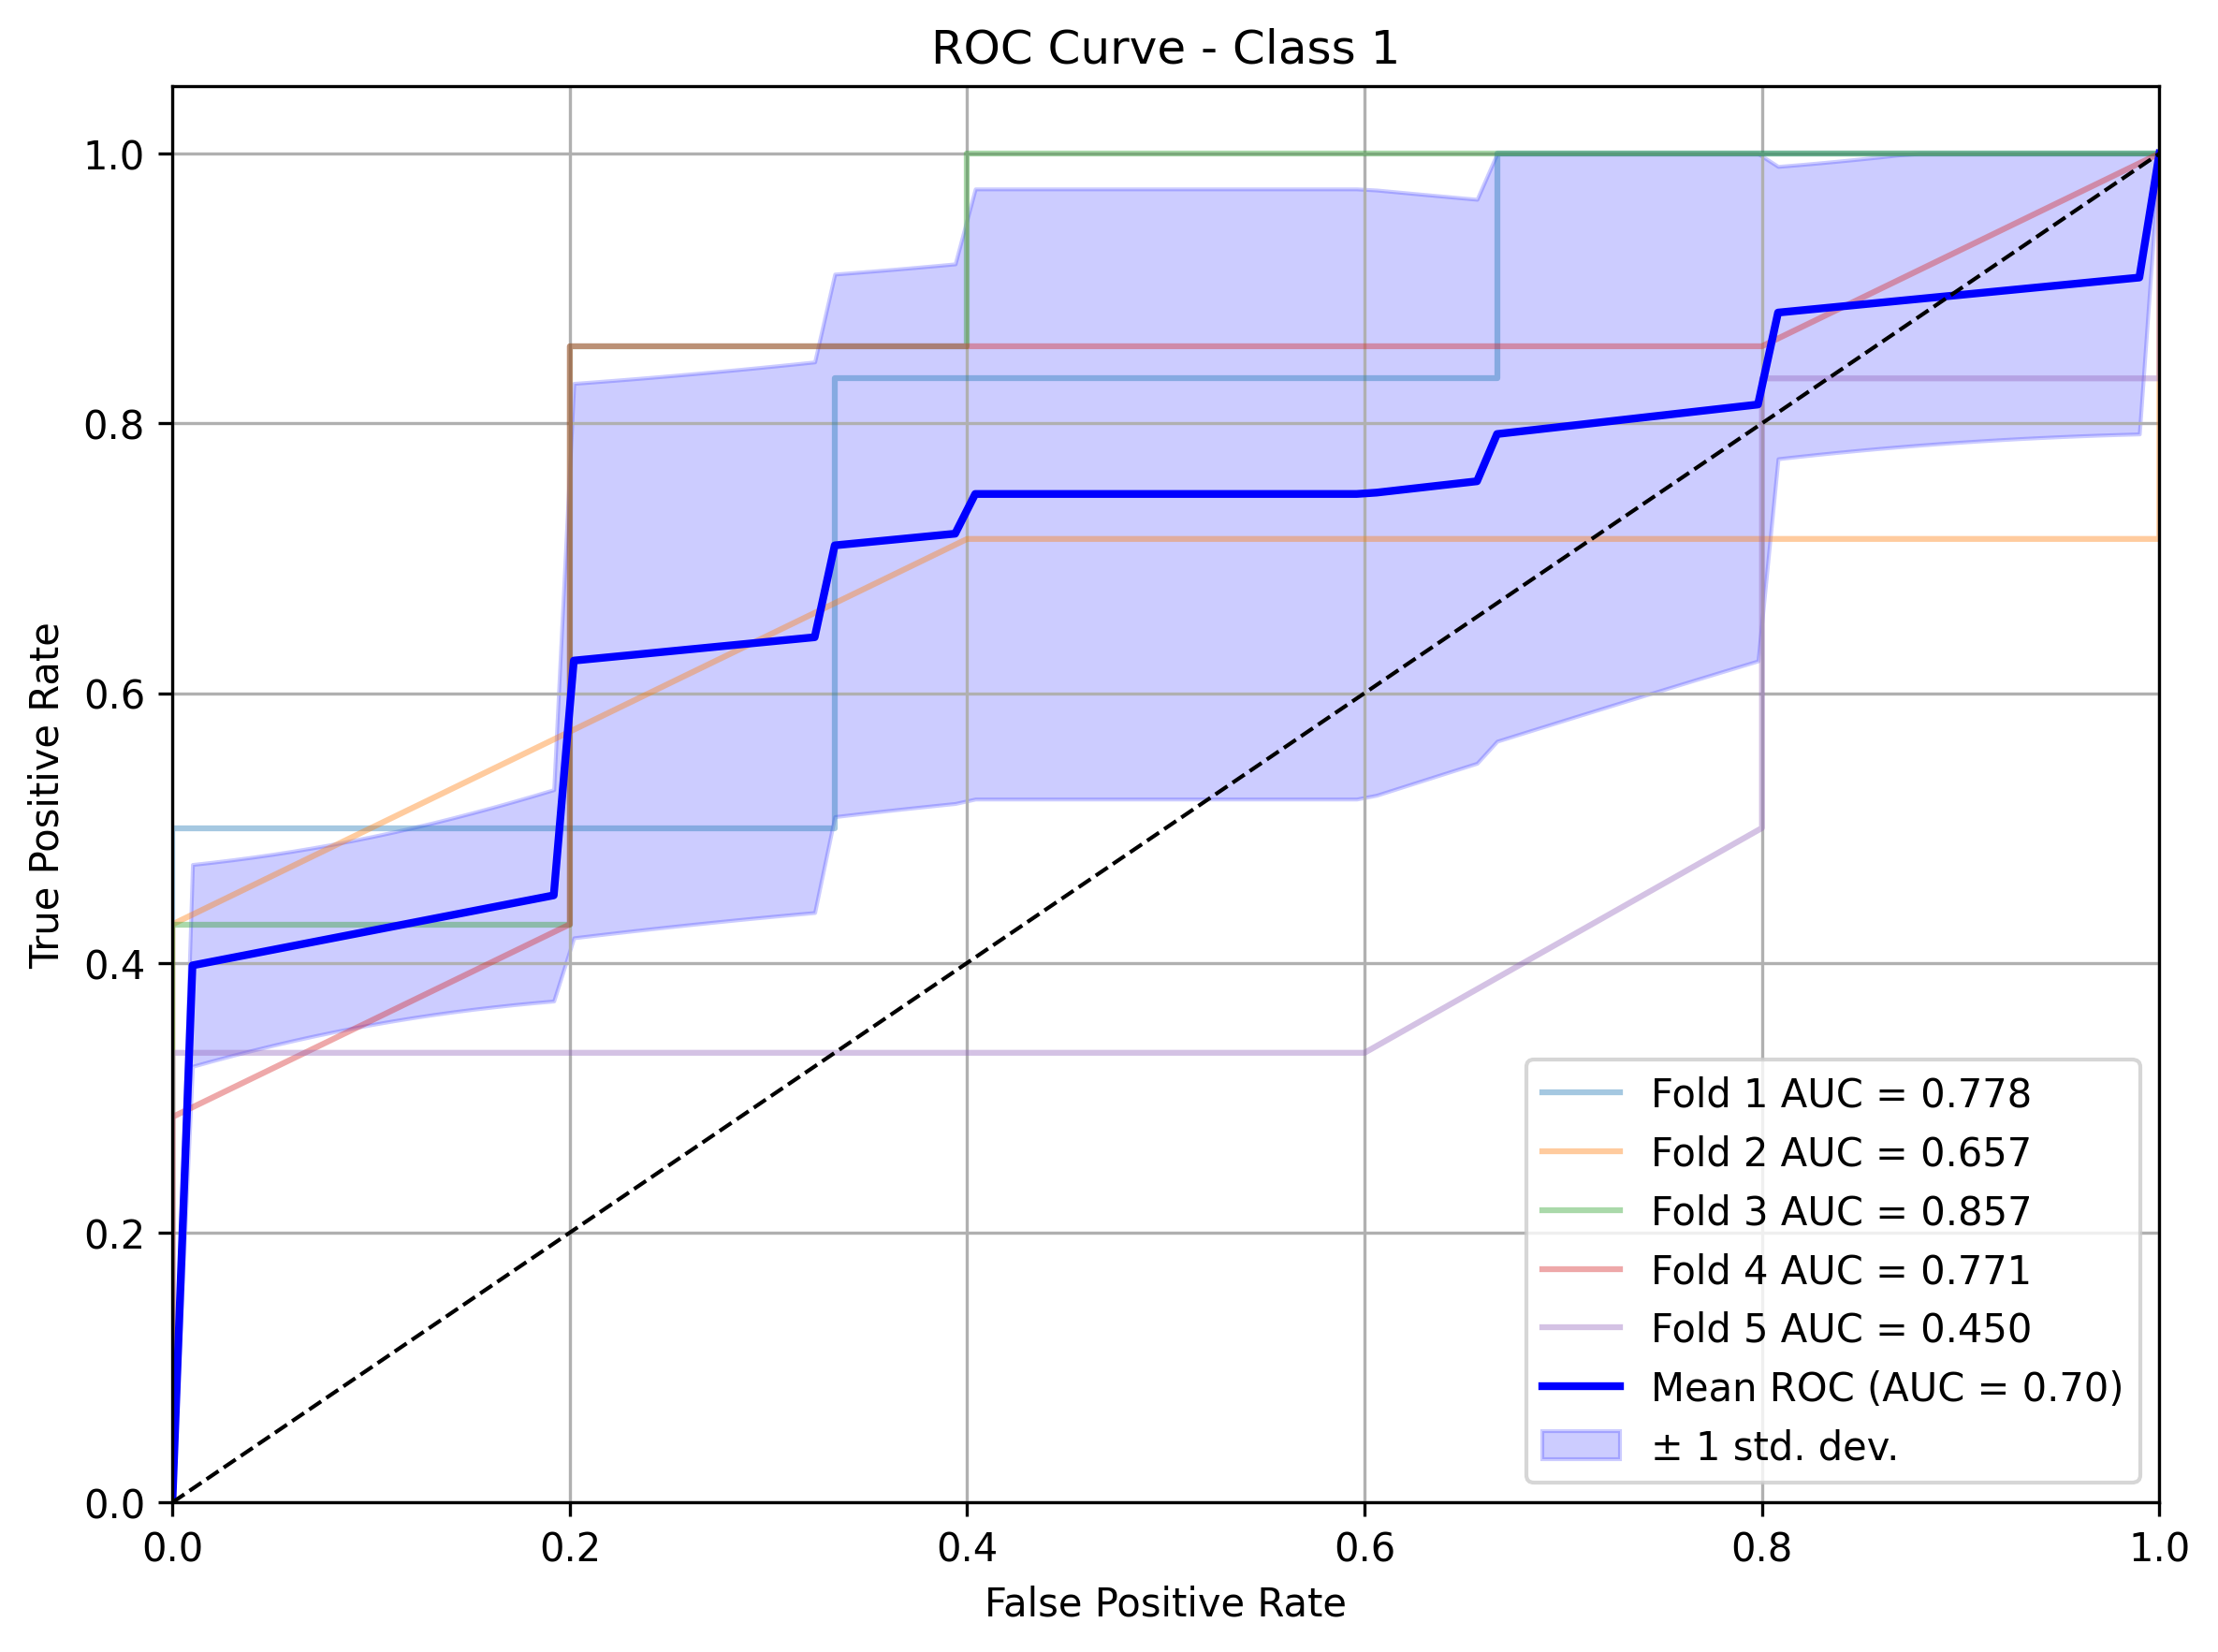 ROC Curve - Class 1
True Positive Rate
1.0
0.8
0.6
0.4
0.2
0.0
0.0 0.2 0.4 0.6 0.8 1.0
False Positive Rate
Fold 1 AUC = 0.778
Fold 2 AUC = 0.657
Fold 3 AUC = 0.857
Fold 4 AUC = 0.771
Fold 5 AUC = 0.450
Mean ROC (AUC = 0.70)
± 1 std. dev.